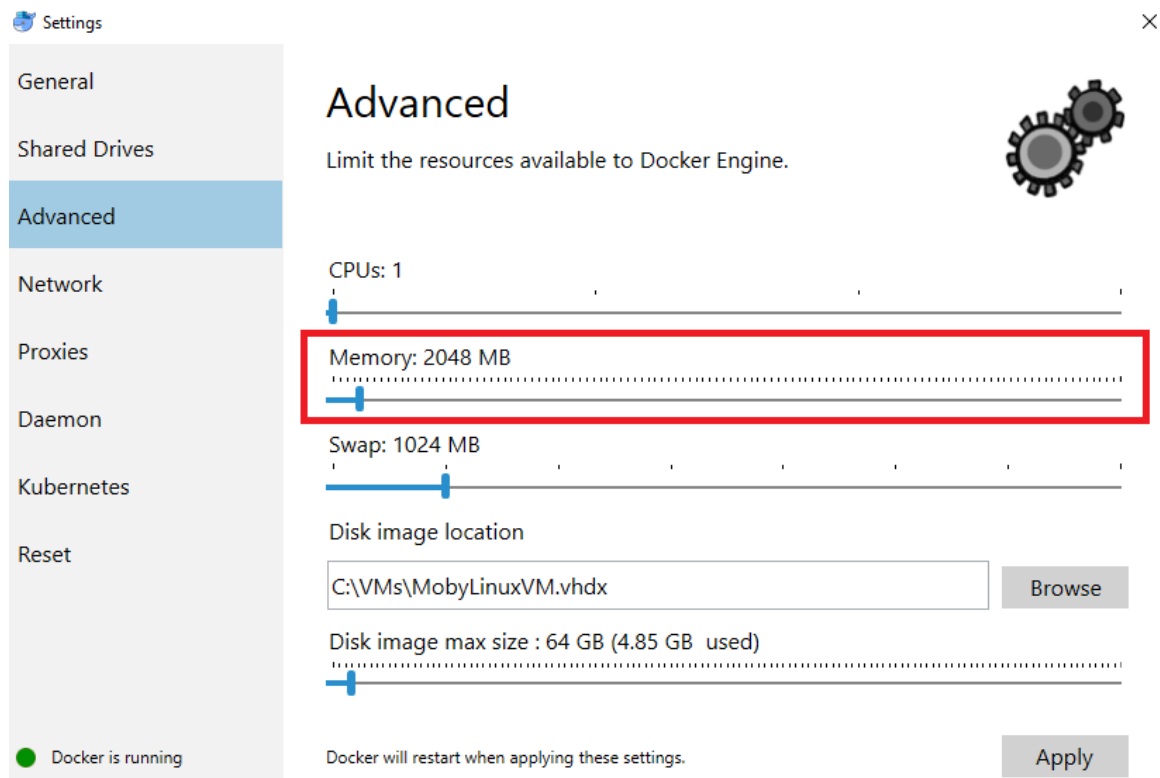 Settings
General
Shared Drives
Advanced
Network
Proxies
Daemon
Kubernetes
Reset
Docker is running
Advanced
Limit the resources available to Docker Engine.
CPUs: 1
Memory: 2048 MB
Swap: 1024 MB
Disk image location
C:\VMs\MobyLinuxVM.vhdx
Browse
Disk image max size : 64 GB (4.85 GB  used)
Docker will restart when applying these settings.
Apply